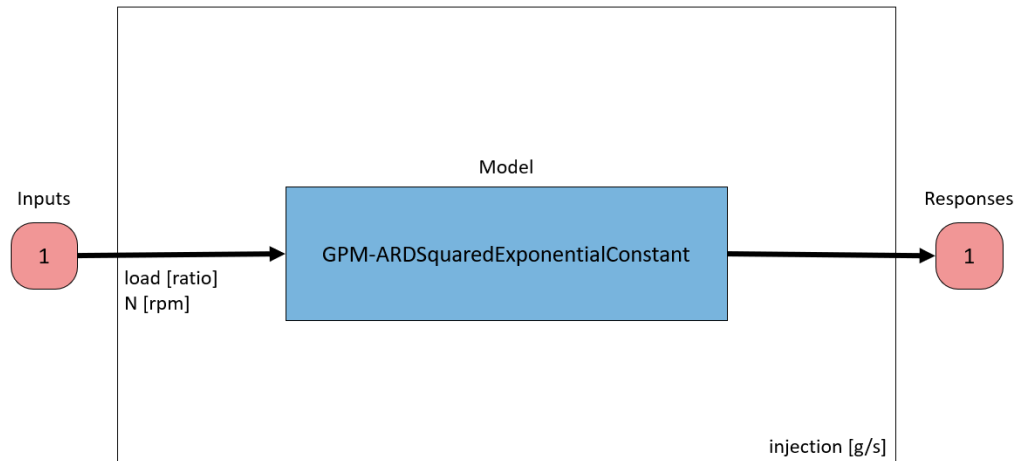 Model
Inputs
Responses
1
GPM-ARDSquaredExponentialConstant
1
load [ratio]
N [rpm]
injection [g/s]